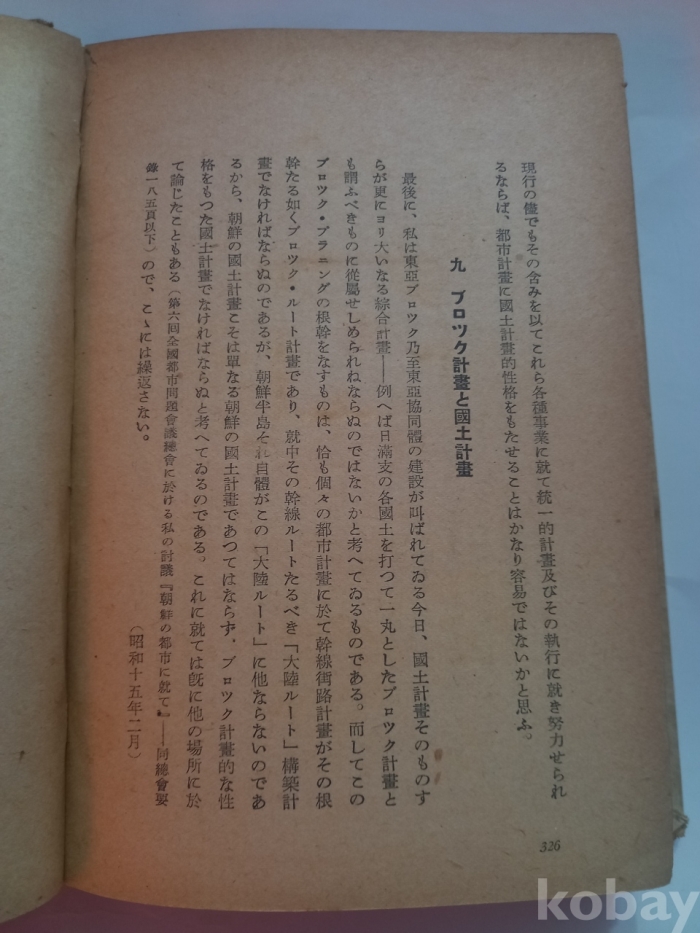 現行の儘でもその含みを以てこれら各種事業に就て統一的計畫及びその執行に就き努力せられ
るならば、都市計畫に國土計畫的性格をもたせることはかなり容易ではないかと思ふ。
九 ブロツク計畫と國土計畫
最後に、私は東亞ブロツク乃至東亞協同體の建設が叫ばれてゐる今日、國土計畫そのものす
らが更にヨリ大いなる綜合計畫——例へば日滿支の各國土を打つて一丸としたブロツク計畫と
も謂ふべきものに從屬せしめられねならぬのではないかと考へてゐるものである。而してこの
ブロツク・プラニングの根幹をなすものは、恰も個々の都市計畫に於て幹線街路計畫がその根
幹たる如くブロツク・ルート計畫であり、就中その幹線ルートたるべき「大陸ルート」構築計
畫でなければならぬのであるが、朝鮮半島それ自體がこの「大陸ルート」に他ならないのであ
るから、朝鮮の國土計畫こそは單なる朝鮮の國土計畫であつてはならず、ブロツク計畫的な性
格をもつた國土計畫でなければならぬと考へてゐるのである。これに就ては既に他の場所に於
て論じたこともある（第六回全國都市問題會議總會に於ける私の討議『朝鮮の都市に就て』——同總會要
錄一八五頁以下）ので、こゝには繰返さない。
（昭和十五年二月）
326
kobay